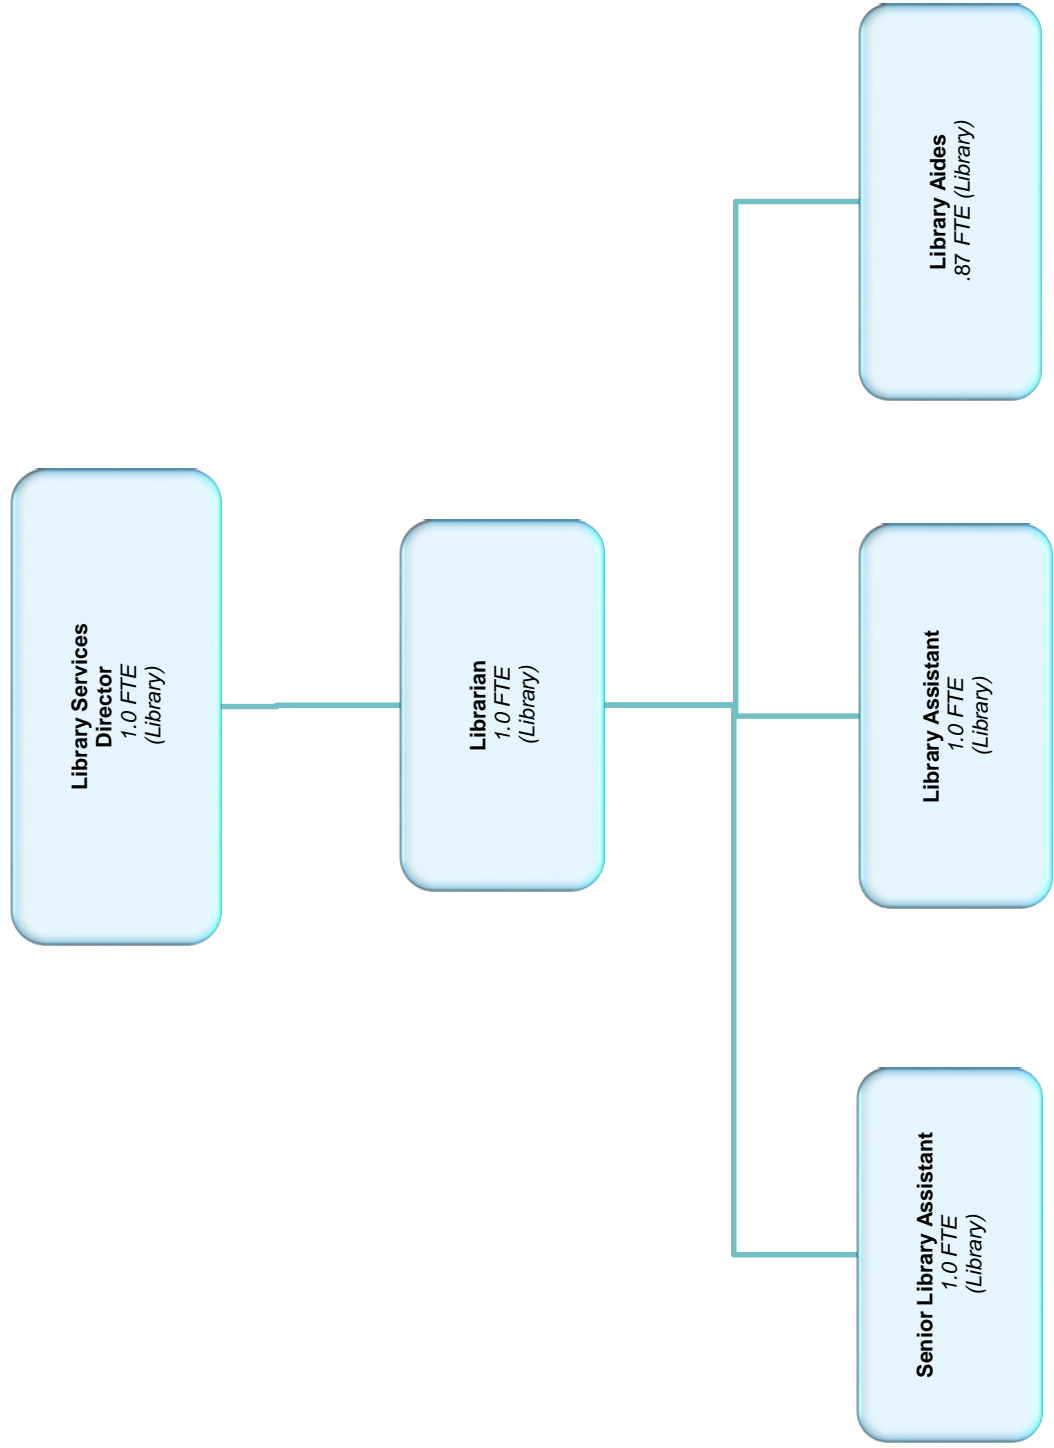 Library Services
Director
1.0 FTE
(Library)
Librarian
1.0 FTE
(Library)
Senior Library Assistant
1.0 FTE
(Library)
Library Assistant
1.0 FTE
(Library)
Library Aides
.87 FTE (Library)